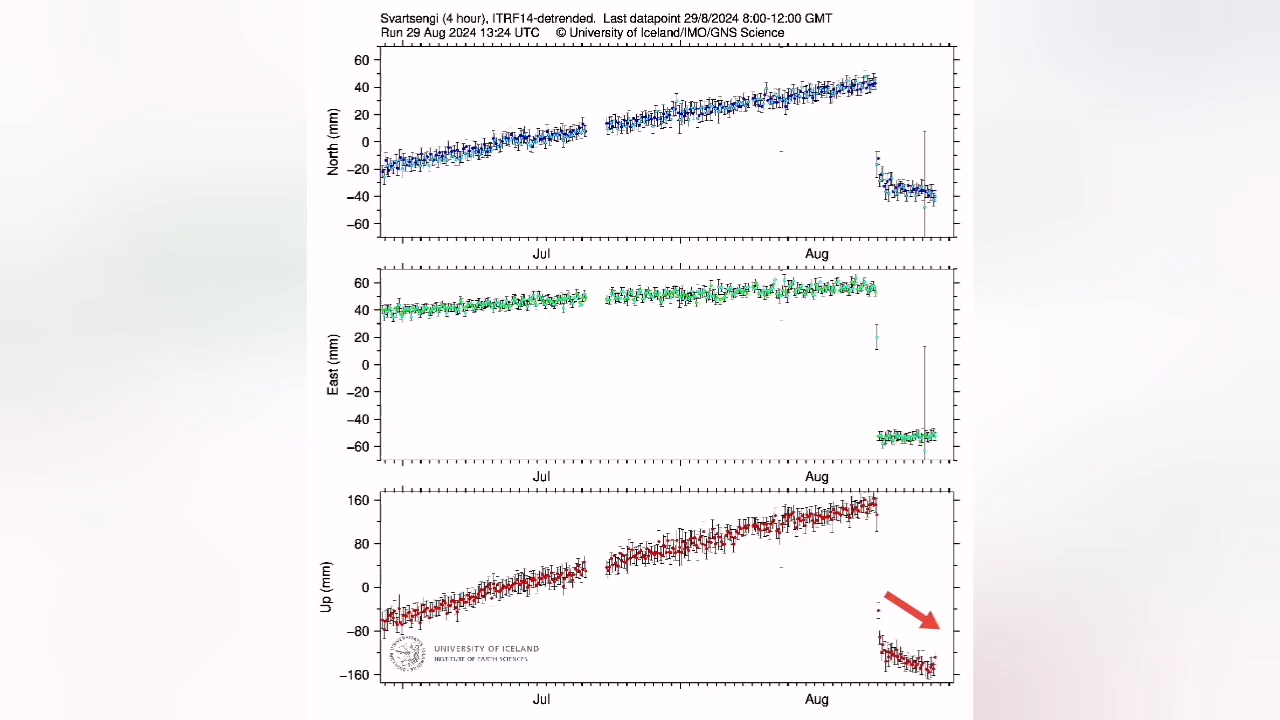 Svartsengi (4 hour), ITRF14-detrended. Last datapoint 29/8/2024 8:00-12:00 GMT
Run 29 Aug 2024 13:24 UTC © University of Iceland/IMO/GNS Science
60
40
20
0
−20
−40
−60
North (mm)
Jul Aug
60
40
20
0
−20
−40
−60
East (mm)
Jul Aug
160
80
0
−80
−160
Up (mm)
UNIVERSITY OF ICELAND
INSTITUTE OF EARTH SCIENCES
Jul Aug